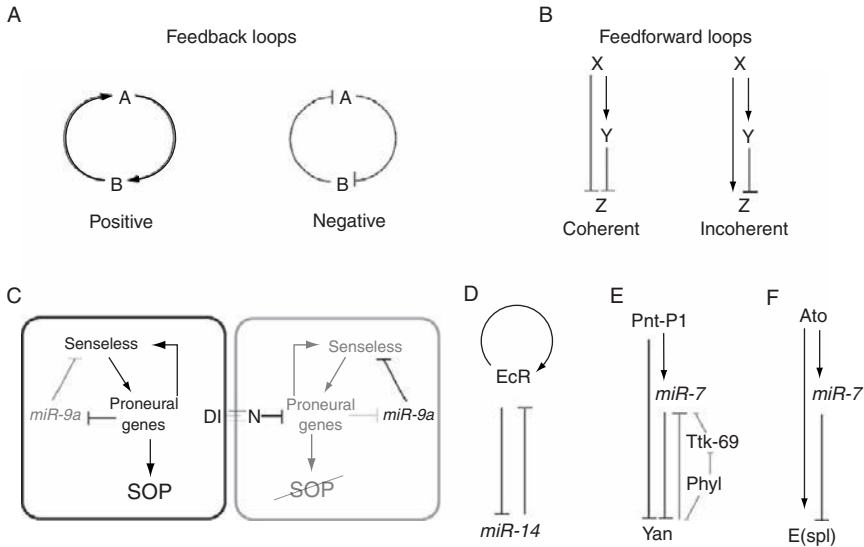 A
Feedback loops
A
B
Positive
A
B
Negative
B
Feedforward loops
X
Y
Z
Coherent
X
Y
Z
Incoherent
C
Senseless
miR-9a
Proneural
genes
SOP
Dl
N
Senseless
Proneural
genes
miR-9a
SOP
D
EcR
miR-14
E
Pnt-P1
miR-7
Ttk-69
Phyl
Yan
F
Ato
miR-7
E(spl)